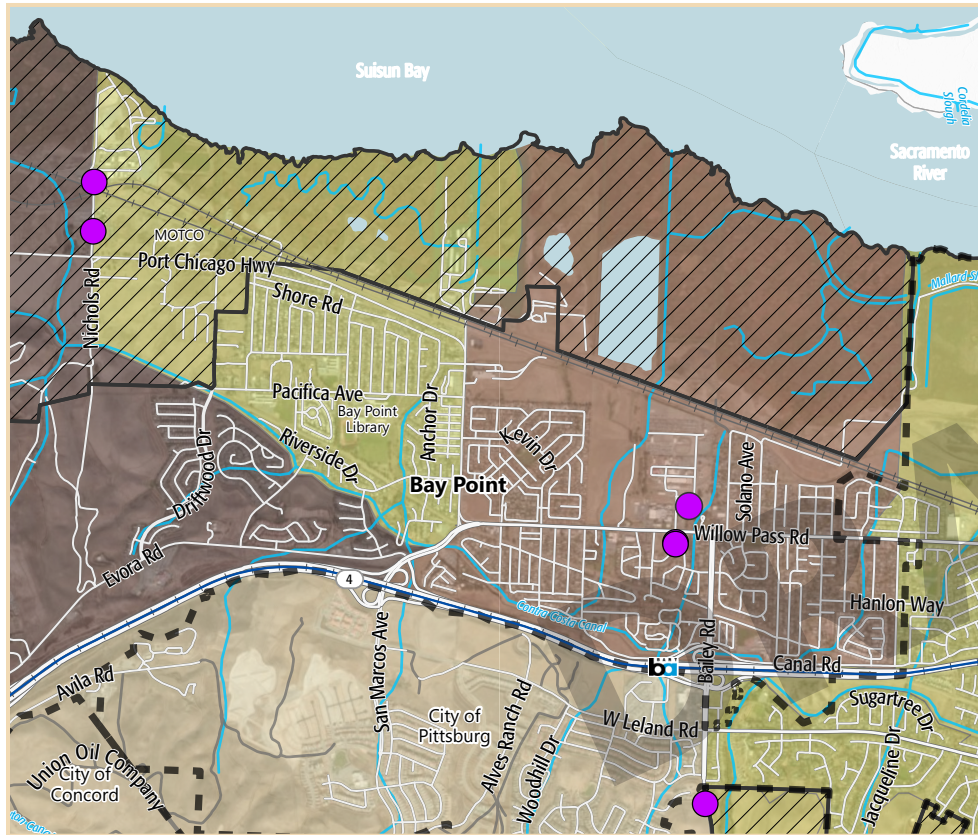 Suisun Bay
Cordelia
Slough
Sacramento
River
MOTCO
Port Chicago Hwy
Nichols Rd
Shore Rd
Mallard
Pacifica Ave
Bay Point
Library
Anchor Dr
Kevin Dr
Riverside Dr
Driftwood Dr
Bay Point
Solano Ave
Willow Pass Rd
Evora Rd
4
Contra Costa Canal
Hanlon Way
San Marcos Ave
Bailey Rd
BART
ba
Canal Rd
Avila Rd
City of
Pittsburg
Alves Ranch Rd
W Leland Rd
Sugartree Dr
Woodhill Dr
Jacqueline Dr
Union Oil Company
City of
Concord